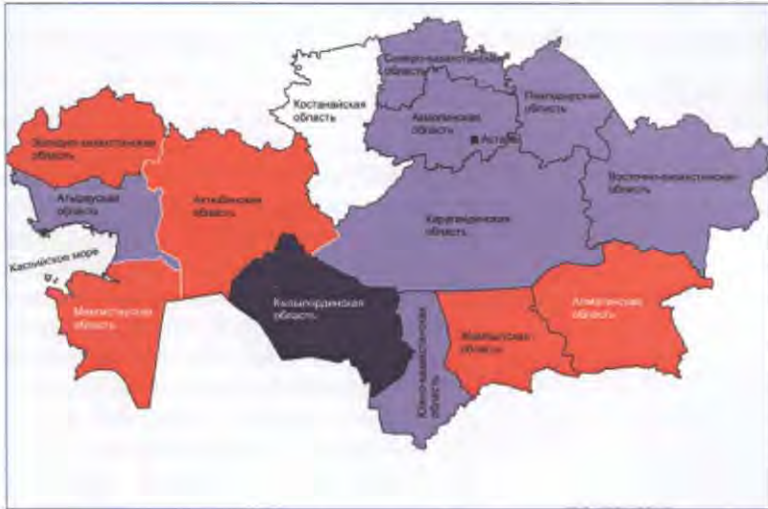 Северо-казахстанская
область
Костанайская
область
Павлодарская
область
Акмолинская
область
Астана
Западно-казахстанская
область
Восточно-казахстанская
область
Атырауская
область
Актюбинская
область
Карагандинская
область
Каспийское море
Мангистауская
область
Кызылординская
область
Алматинская
область
Жамбылская
область
Южно-казахстанская
область